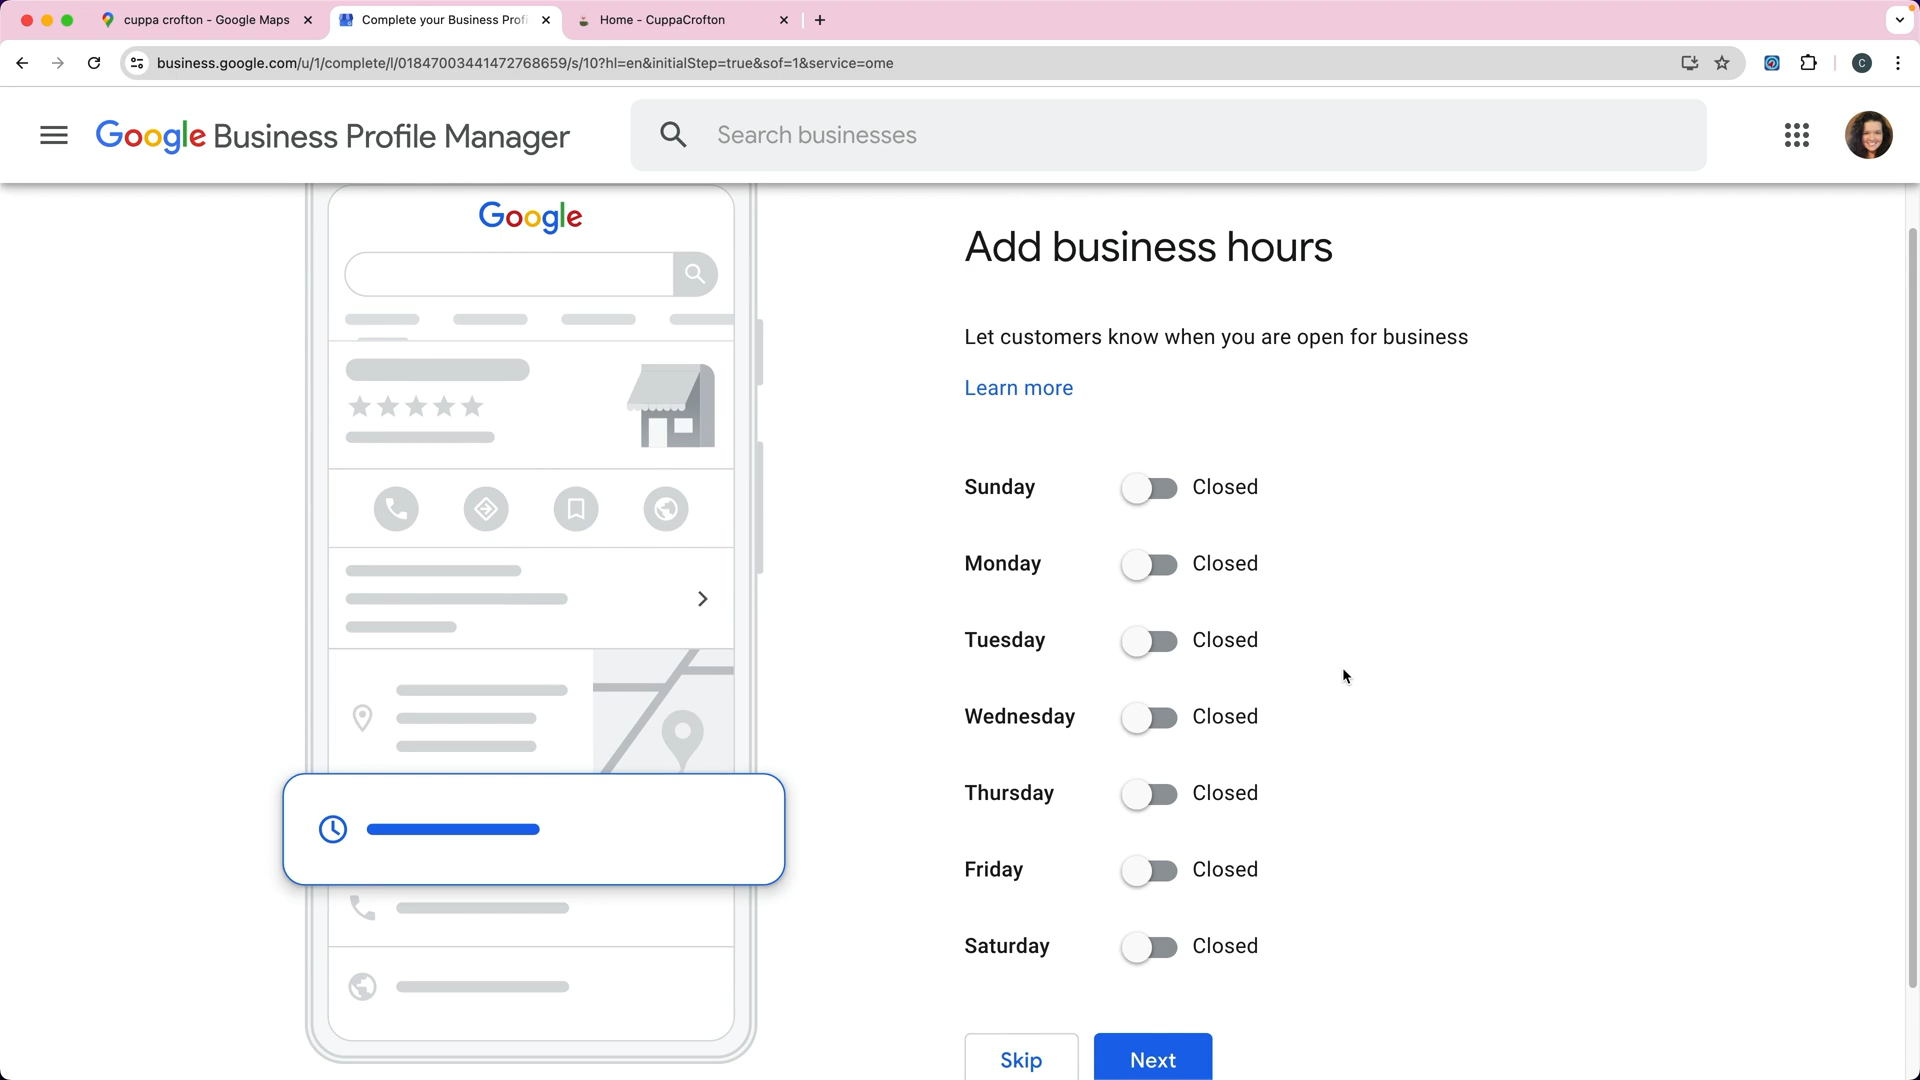 cuppa crofton - Google Maps
Complete your Business Profi
Home - CuppaCrofton
business.google.com/u/1/complete/l/01847003441472768659/s/10?hl=en&initialStep=true&sof=1&service=ome
C
Google Business Profile Manager
Search businesses
Google
Add business hours
Let customers know when you are open for business
Learn more
Sunday Closed
Monday Closed
Tuesday Closed
Wednesday Closed
Thursday Closed
Friday Closed
Saturday Closed
Skip Next